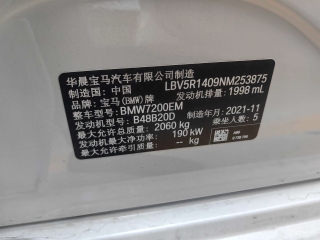 华晨宝马汽车有限公司制造
制造国: 中国 LBV5R1409NM253875
品牌: 宝马(BMW)牌 发动机排量: 1998 mL
整车型号: BMW7200EM
发动机型号: B48B20D 制造年月: 2021-11
最大允许总质量: 2060 kg 乘坐人数: 5
发动机最大净功率: 190 kW
最大允许牵引质量: -- kg